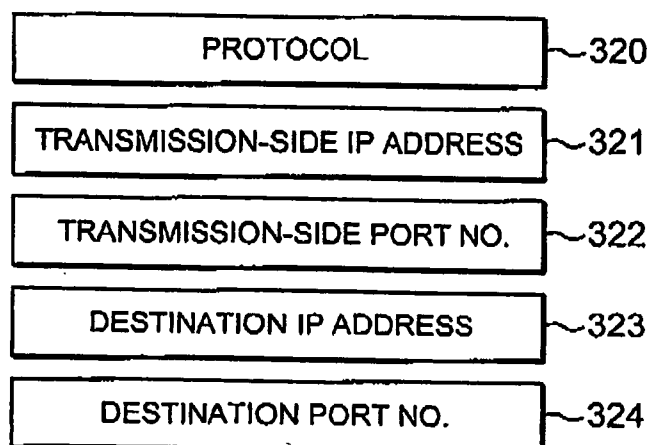 PROTOCOL 320
TRANSMISSION-SIDE IP ADDRESS 321
TRANSMISSION-SIDE PORT NO. 322
DESTINATION IP ADDRESS 323
DESTINATION PORT NO. 324